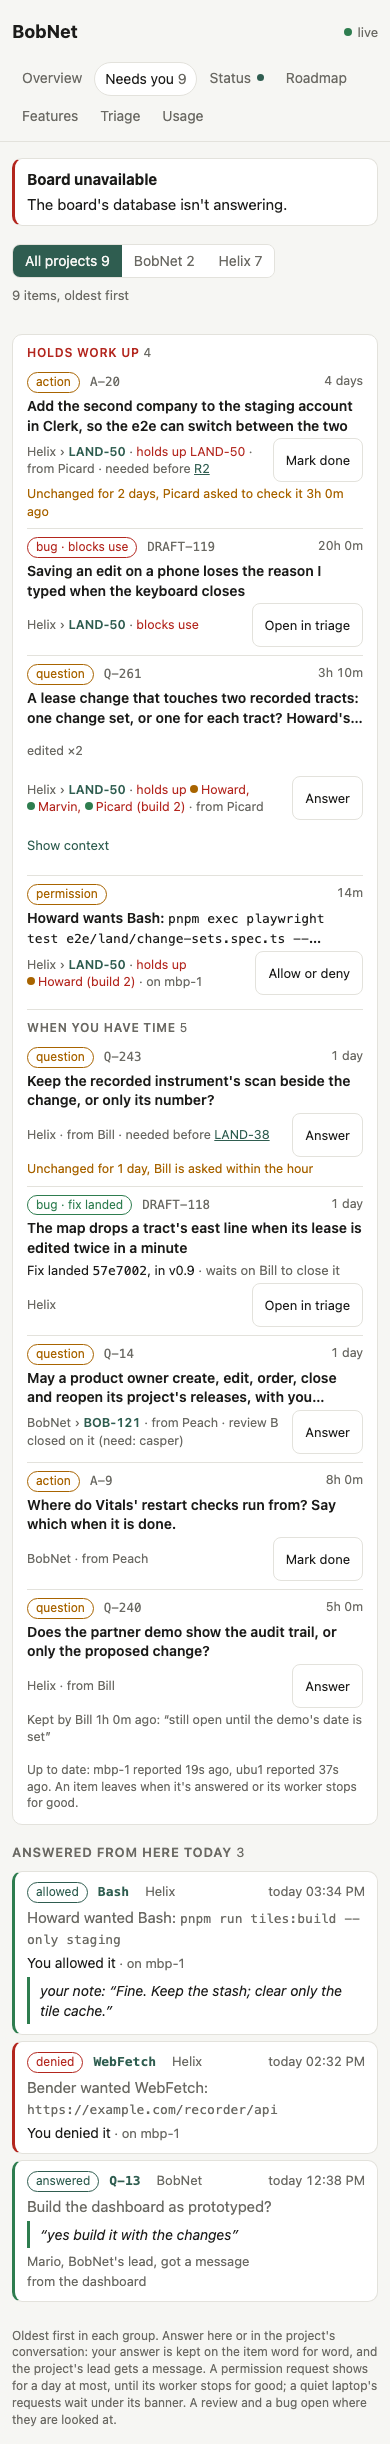 BobNet
live
Overview Needs you 9 Status Roadmap
Features Triage Usage
Board unavailable
The board's database isn't answering.
All projects 9 BobNet 2 Helix 7
9 items, oldest first
HOLDS WORK UP 4
action A-20 4 days
Add the second company to the staging account
in Clerk, so the e2e can switch between the two
Helix › LAND-50 · holds up LAND-50 ·
from Picard · needed before R2
Mark done
Unchanged for 2 days, Picard asked to check it 3h 0m
ago
bug · blocks use DRAFT-119 20h 0m
Saving an edit on a phone loses the reason I
typed when the keyboard closes
Helix › LAND-50 · blocks use
Open in triage
question Q-261 3h 10m
A lease change that touches two recorded tracts:
one change set, or one for each tract? Howard's...
edited ×2
Helix › LAND-50 · holds up Howard,
Marvin, Picard (build 2) · from Picard
Answer
Show context
permission 14m
Howard wants Bash: pnpm exec playwright
test e2e/land/change-sets.spec.ts --...
Helix › LAND-50 · holds up
Howard (build 2) · on mbp-1
Allow or deny
WHEN YOU HAVE TIME 5
question Q-243 1 day
Keep the recorded instrument's scan beside the
change, or only its number?
Helix · from Bill · needed before LAND-38
Answer
Unchanged for 1 day, Bill is asked within the hour
bug · fix landed DRAFT-118 1 day
The map drops a tract's east line when its lease is
edited twice in a minute
Fix landed 57e7002, in v0.9 · waits on Bill to close it
Helix
Open in triage
question Q-14 1 day
May a product owner create, edit, order, close
and reopen its project's releases, with you...
BobNet › BOB-121 · from Peach · review B
closed on it (need: casper)
Answer
action A-9 8h 0m
Where do Vitals' restart checks run from? Say
which when it is done.
BobNet · from Peach
Mark done
question Q-240 5h 0m
Does the partner demo show the audit trail, or
only the proposed change?
Helix · from Bill
Answer
Kept by Bill 1h 0m ago: “still open until the demo's date is
set”
Up to date: mbp-1 reported 19s ago, ubu1 reported 37s
ago. An item leaves when it's answered or its worker stops
for good.
ANSWERED FROM HERE TODAY 3
allowed Bash Helix today 03:34 PM
Howard wanted Bash: pnpm run tiles:build --
only staging
You allowed it · on mbp-1
your note: “Fine. Keep the stash; clear only the
tile cache.”
denied WebFetch Helix today 02:32 PM
Bender wanted WebFetch:
https://example.com/recorder/api
You denied it · on mbp-1
answered Q-13 BobNet today 12:38 PM
Build the dashboard as prototyped?
“yes build it with the changes”
Mario, BobNet's lead, got a message
from the dashboard
Oldest first in each group. Answer here or in the project's
conversation: your answer is kept on the item word for word, and
the project's lead gets a message. A permission request shows
for a day at most, until its worker stops for good; a quiet laptop's
requests wait under its banner. A review and a bug open where
they are looked at.